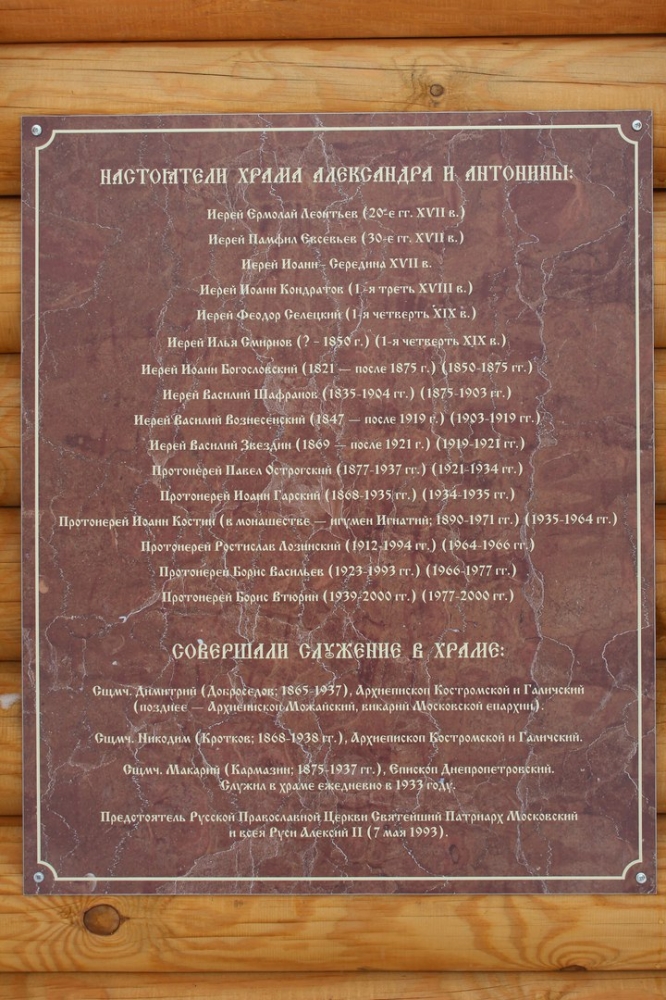 НАСТОЯТЕЛИ ХРАМА АЛЕКСАНДРА И АНТОНИНЫ:
Иерей Ермолай Леонтьев (20-е гг. XVII в.)
Иерей Памфил Евсевьев (30-е гг. XVII в.)
Иерей Иоанн - Середина XVII в.
Иерей Иоанн Кондратов (1-я треть XVIII в.)
Иерей Феодор Селецкий (1-я четверть XIX в.)
Иерей Илья Смирнов (? - 1850 г.) (1-я четверть XIX в.)
Иерей Иоанн Богословский (1821 — после 1875 г.) (1850-1875 гг.)
Иерей Василий Шафранов (1835-1904 гг.) (1875-1903 гг.)
Иерей Василий Вознесенский (1847 — после 1919 г.) (1903-1919 гг.)
Иерей Василий Звездин (1869 — после 1921 г.) (1919-1921 гг.)
Протоиерей Павел Острогский (1877-1937 гг.) (1921-1934 гг.)
Протоиерей Иоанн Гарский (1868-1935 гг.) (1934-1935 гг.)
Протоиерей Иоанн Костин (в монашестве — игумен Игнатий; 1890-1971 гг.) (1935-1964 гг.)
Протоиерей Ростислав Лозинский (1912-1994 гг.) (1964-1966 гг.)
Протоиерей Борис Васильев (1923-1993 гг.) (1966-1977 гг.)
Протоиерей Борис Втюрин (1939-2000 гг.) (1977-2000 гг.)
СОВЕРШАЛИ СЛУЖЕНИЕ В ХРАМЕ:
Сщмч. Димитрий (Добросердов; 1865-1937), Архиепископ Костромской и Галичский
(позднее — Архиепископ Можайский, викарий Московской епархии).
Сщмч. Никодим (Кротков; 1868-1938 гг.), Архиепископ Костромской и Галичский.
Сщмч. Макарий (Кармазин; 1875-1937 гг.), Епископ Днепропетровский.
Служил в храме ежедневно в 1933 году.
Предстоятель Русской Православной Церкви Святейший Патриарх Московский
и всея Руси Алексий II (7 мая 1993).